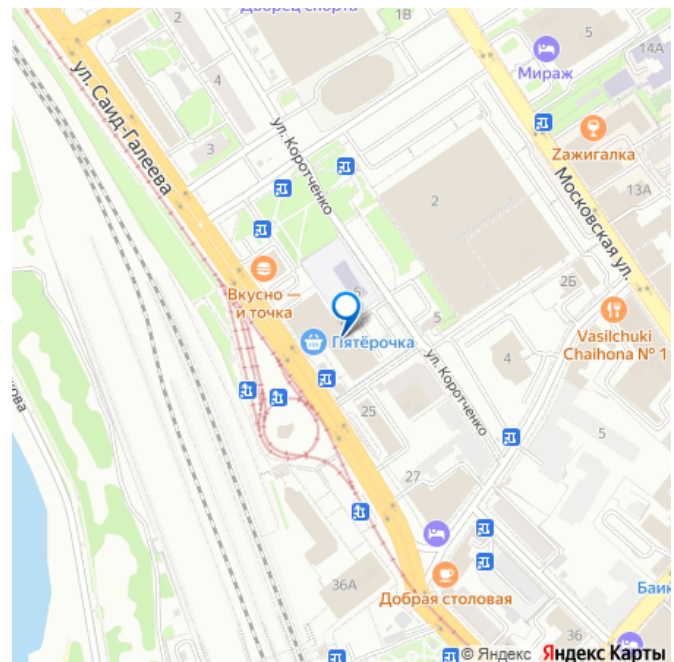 Дворец спорта
2
1В
4
14А
Мираж
ул. Саид-Галеева
ул. Коротченко
Zажигалка
3
2
13А
Московская ул.
Вкусно —
и точка
6
2Б
5
Пятёрочка
Vasilchuki
Chaihona № 1
4
ул. Коротченко
25
5
27
36А
Добрая столовая
36
© Яндекс Яндекс Карты